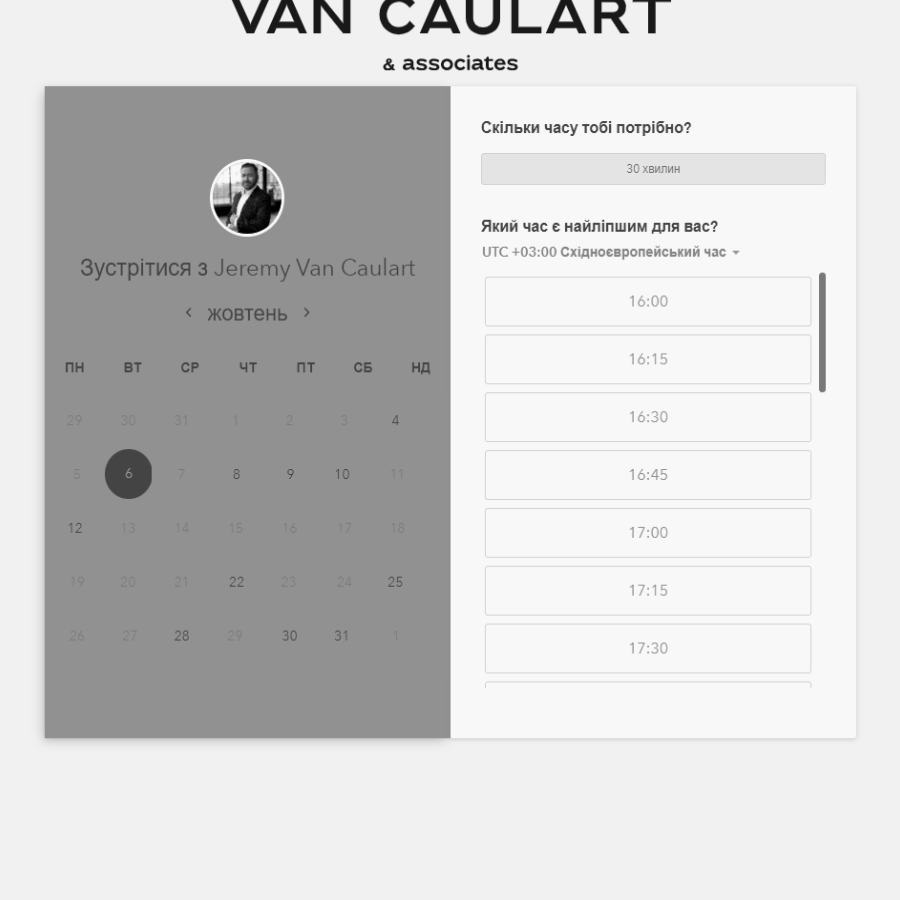 VAN CAULART
& associates
Зустрітися з Jeremy Van Caulart
жовтень
ПН ВТ СР ЧТ ПТ СБ НД
29 30 31 1 2 3 4
5 6 7 8 9 10 11
12 13 14 15 16 17 18
19 20 21 22 23 24 25
26 27 28 29 30 31 1
Скільки часу тобі потрібно?
30 хвилин
Який час є найліпшим для вас?
UTC +03:00 Східноєвропейський час
16:00
16:15
16:30
16:45
17:00
17:15
17:30